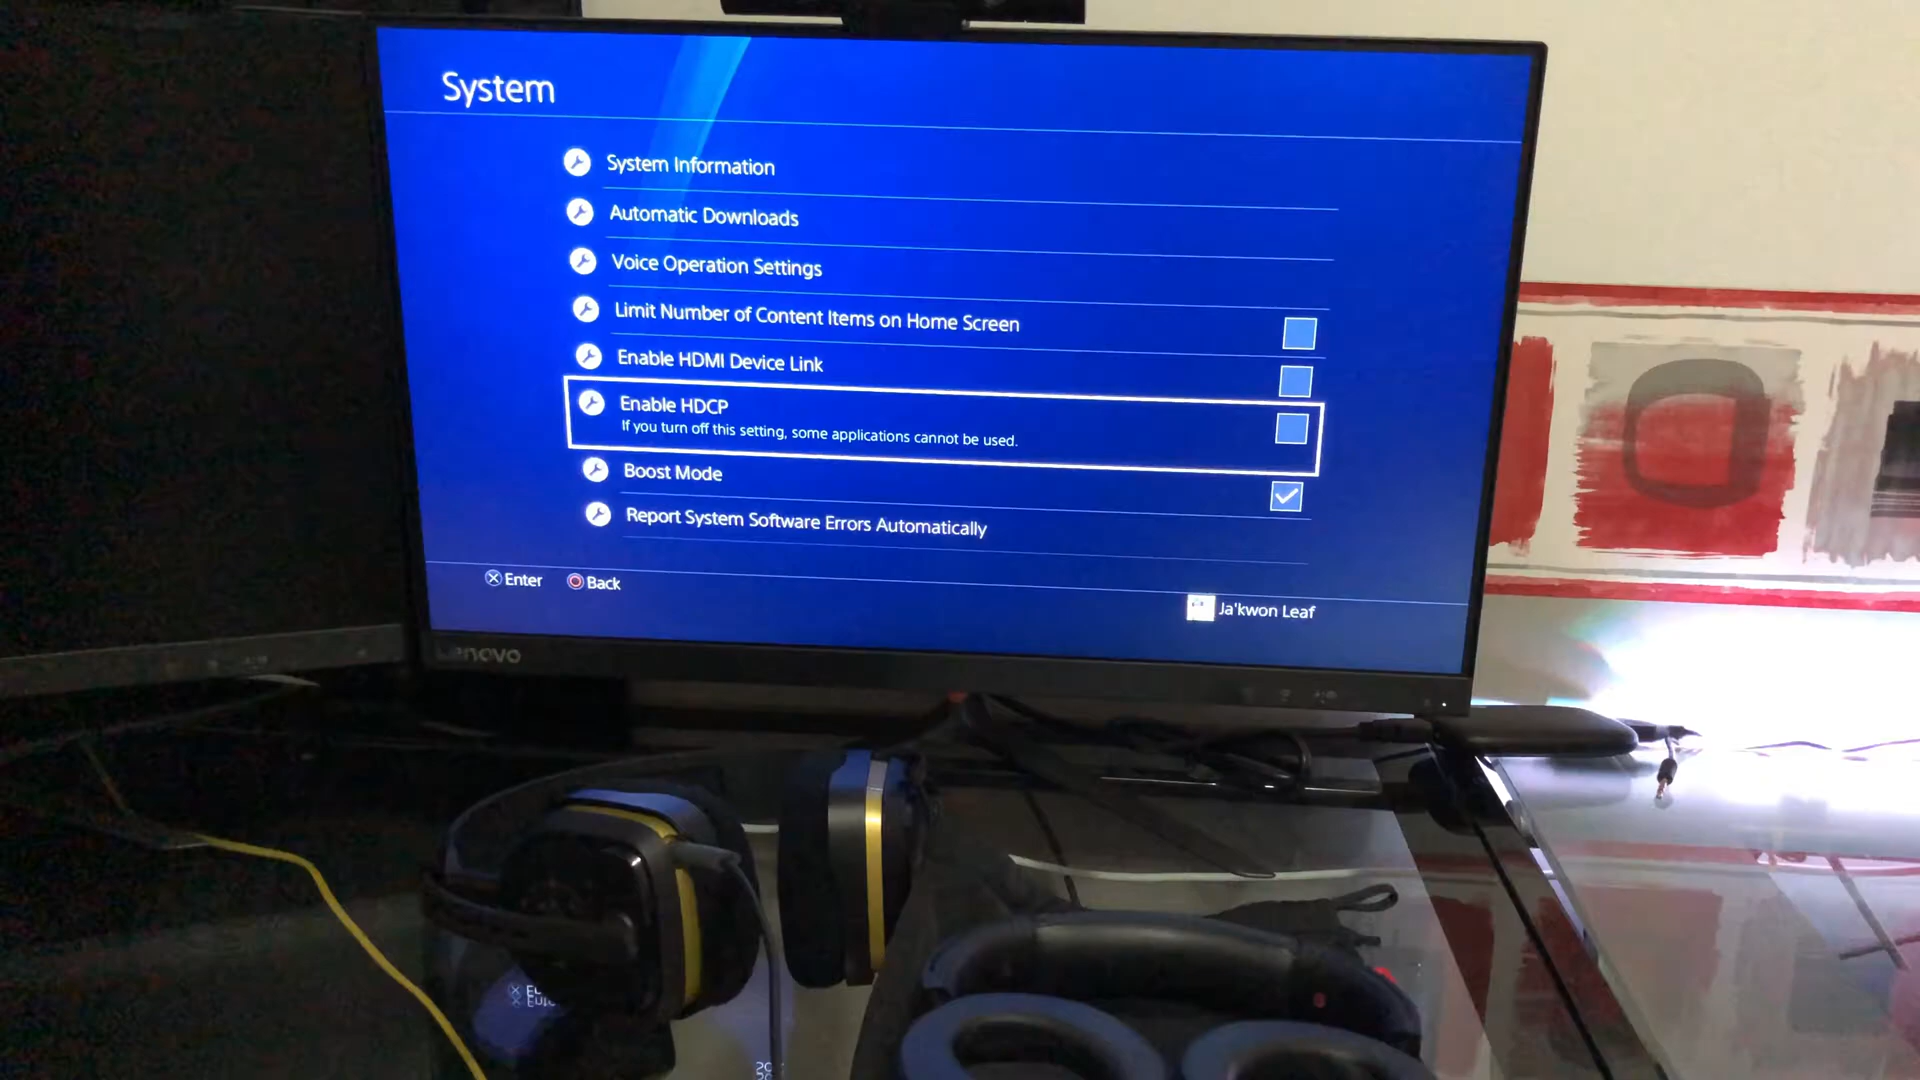 System
System Information
Automatic Downloads
Voice Operation Settings
Limit Number of Content Items on Home Screen
Enable HDMI Device Link
Enable HDCP
If you turn off this setting, some applications cannot be used.
Boost Mode
Report System Software Errors Automatically
Enter Back
Ja'kwon Leaf
Lenovo